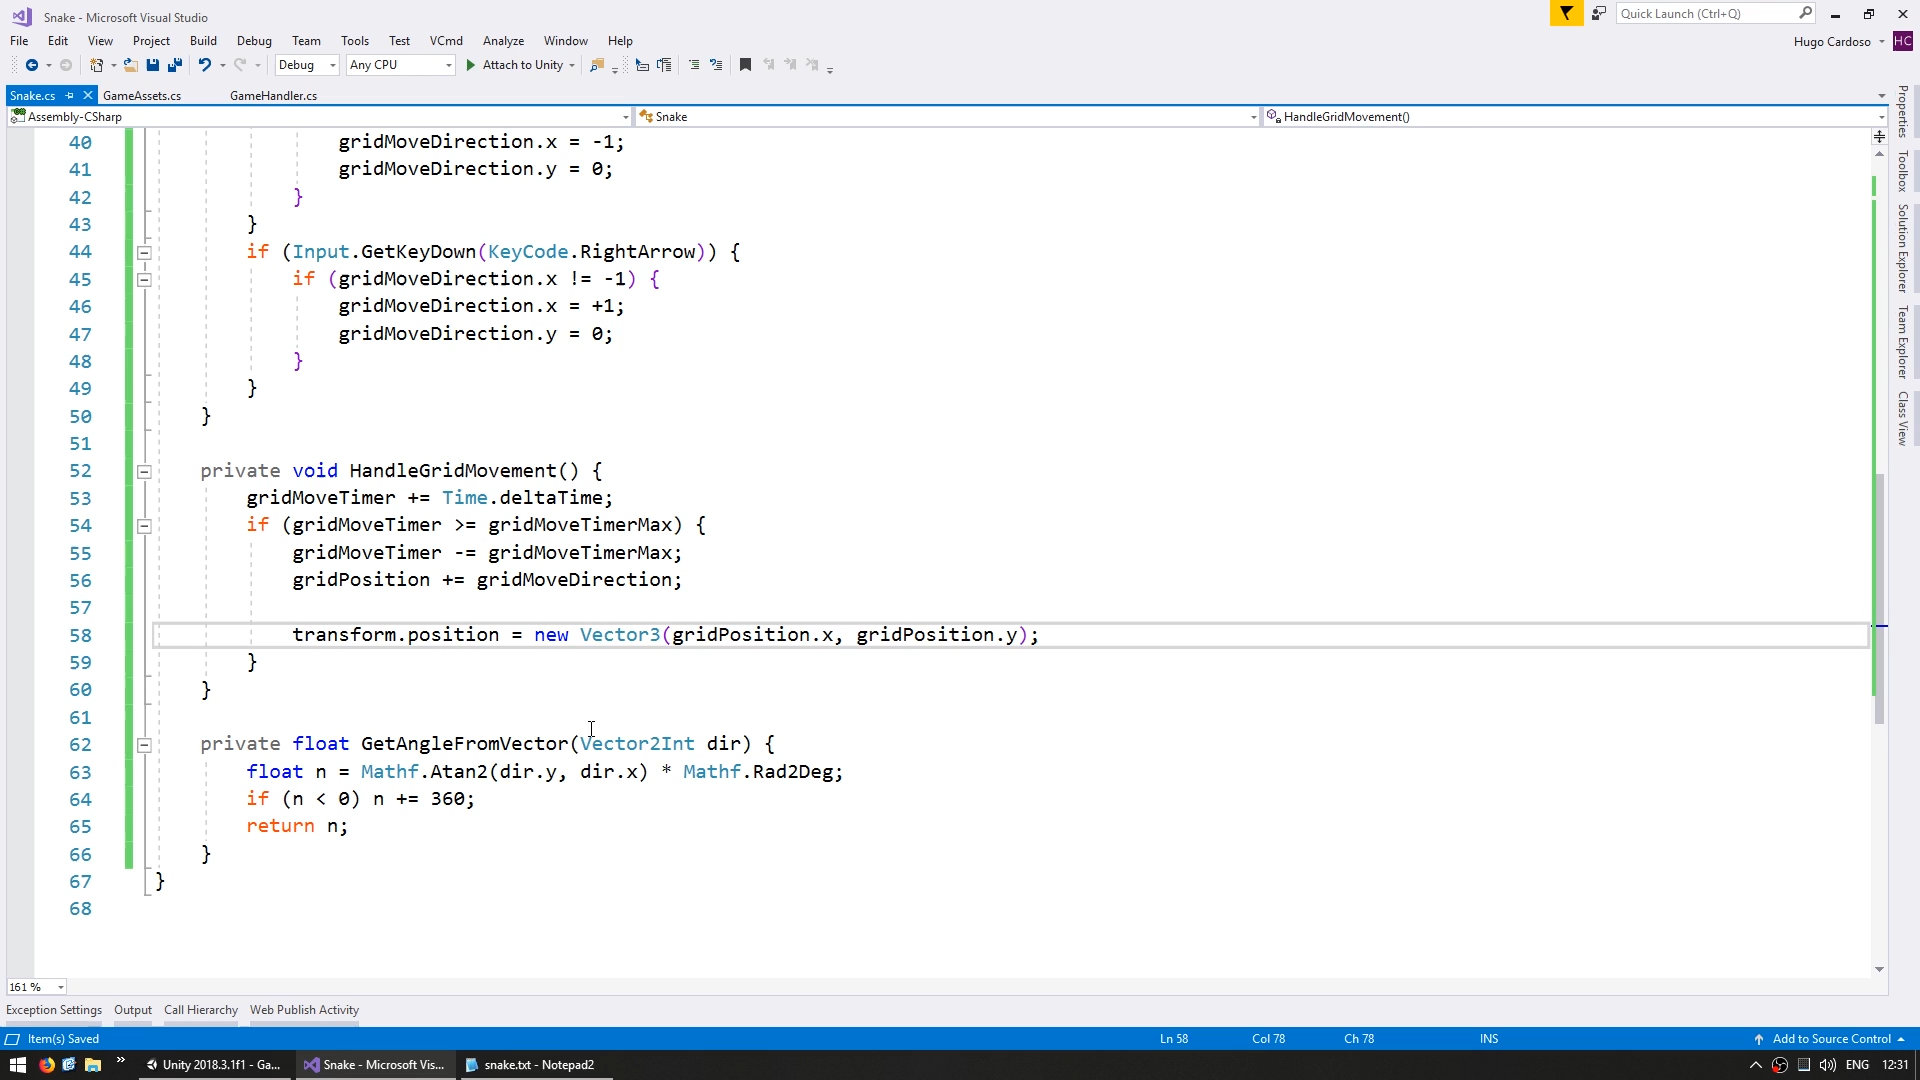 Snake - Microsoft Visual Studio
Quick Launch (Ctrl+Q)
File Edit View Project Build Debug Team Tools Test VCmd Analyze Window Help
Hugo Cardoso HC
Debug Any CPU Attach to Unity
Snake.cs GameAssets.cs GameHandler.cs
Assembly-CSharp Snake HandleGridMovement()
40 gridMoveDirection.x = -1;
41 gridMoveDirection.y = 0;
42 }
43 }
44 if (Input.GetKeyDown(KeyCode.RightArrow)) {
45 if (gridMoveDirection.x != -1) {
46 gridMoveDirection.x = +1;
47 gridMoveDirection.y = 0;
48 }
49 }
50 }
51
52 private void HandleGridMovement() {
53 gridMoveTimer += Time.deltaTime;
54 if (gridMoveTimer >= gridMoveTimerMax) {
55 gridMoveTimer -= gridMoveTimerMax;
56 gridPosition += gridMoveDirection;
57
58 transform.position = new Vector3(gridPosition.x, gridPosition.y);
59 }
60 }
61
62 private float GetAngleFromVector(Vector2Int dir) {
63 float n = Mathf.Atan2(dir.y, dir.x) * Mathf.Rad2Deg;
64 if (n < 0) n += 360;
65 return n;
66 }
67 }
68
Properties
Toolbox
Solution Explorer
Team Explorer
Class View
161 %
Exception Settings Output Call Hierarchy Web Publish Activity
Item(s) Saved Ln 58 Col 78 Ch 78 INS Add to Source Control
Unity 2018.3.1f1 - Ga... Snake - Microsoft Vis... snake.txt - Notepad2 ENG 12:31